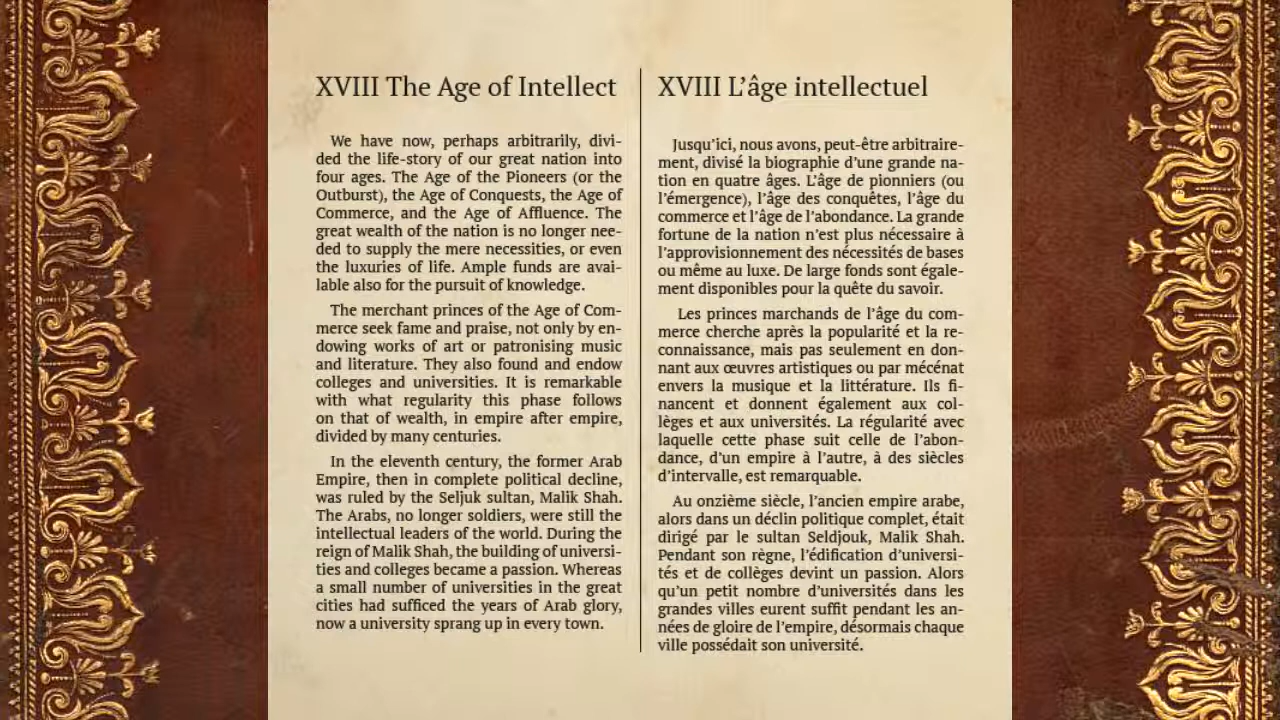 XVIII The Age of Intellect
We have now, perhaps arbitrarily, divi-
ded the life-story of our great nation into
four ages. The Age of the Pioneers (or the
Outburst), the Age of Conquests, the Age of
Commerce, and the Age of Affluence. The
great wealth of the nation is no longer nee-
ded to supply the mere necessities, or even
the luxuries of life. Ample funds are avai-
lable also for the pursuit of knowledge.
The merchant princes of the Age of Com-
merce seek fame and praise, not only by en-
dowing works of art or patronising music
and literature. They also found and endow
colleges and universities. It is remarkable
with what regularity this phase follows
on that of wealth, in empire after empire,
divided by many centuries.
In the eleventh century, the former Arab
Empire, then in complete political decline,
was ruled by the Seljuk sultan, Malik Shah.
The Arabs, no longer soldiers, were still the
intellectual leaders of the world. During the
reign of Malik Shah, the building of universi-
ties and colleges became a passion. Whereas
a small number of universities in the great
cities had sufficed the years of Arab glory,
now a university sprang up in every town.
XVIII L’âge intellectuel
Jusqu’ici, nous avons, peut-être arbitraire-
ment, divisé la biographie d’une grande na-
tion en quatre âges. L’âge de pionniers (ou
l’émergence), l’âge des conquêtes, l’âge du
commerce et l’âge de l’abondance. La grande
fortune de la nation n’est plus nécessaire à
l’approvisionnement des nécessités de bases
ou même au luxe. De large fonds sont égale-
ment disponibles pour la quête du savoir.
Les princes marchands de l’âge du com-
merce cherche après la popularité et la re-
connaissance, mais pas seulement en don-
nant aux œuvres artistiques ou par mécénat
envers la musique et la littérature. Ils fi-
nancent et donnent également aux col-
lèges et aux universités. La régularité avec
laquelle cette phase suit celle de l’abon-
dance, d’un empire à l’autre, à des siècles
d’intervalle, est remarquable.
Au onzième siècle, l’ancien empire arabe,
alors dans un déclin politique complet, était
dirigé par le sultan Seldjouk, Malik Shah.
Pendant son règne, l’édification d’universi-
tés et de collèges devint un passion. Alors
qu’un petit nombre d’universités dans les
grandes villes eurent suffit pendant les an-
nées de gloire de l’empire, désormais chaque
ville possédait son université.